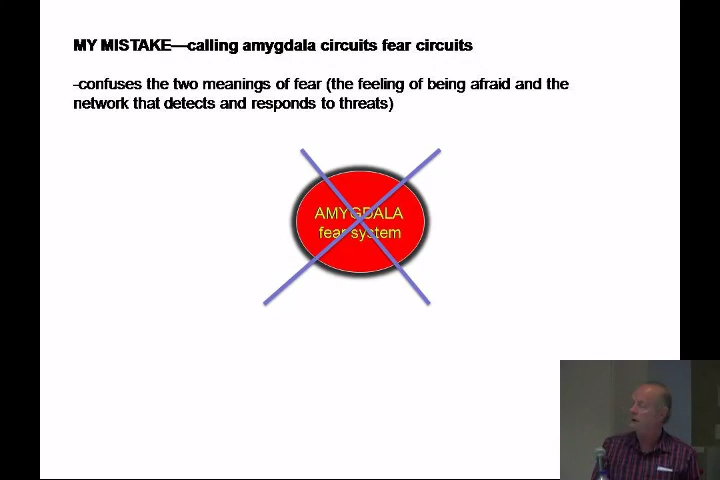 MY MISTAKE—calling amygdala circuits fear circuits
-confuses the two meanings of fear (the feeling of being afraid and the
network that detects and responds to threats)
AMYGDALA
fear system